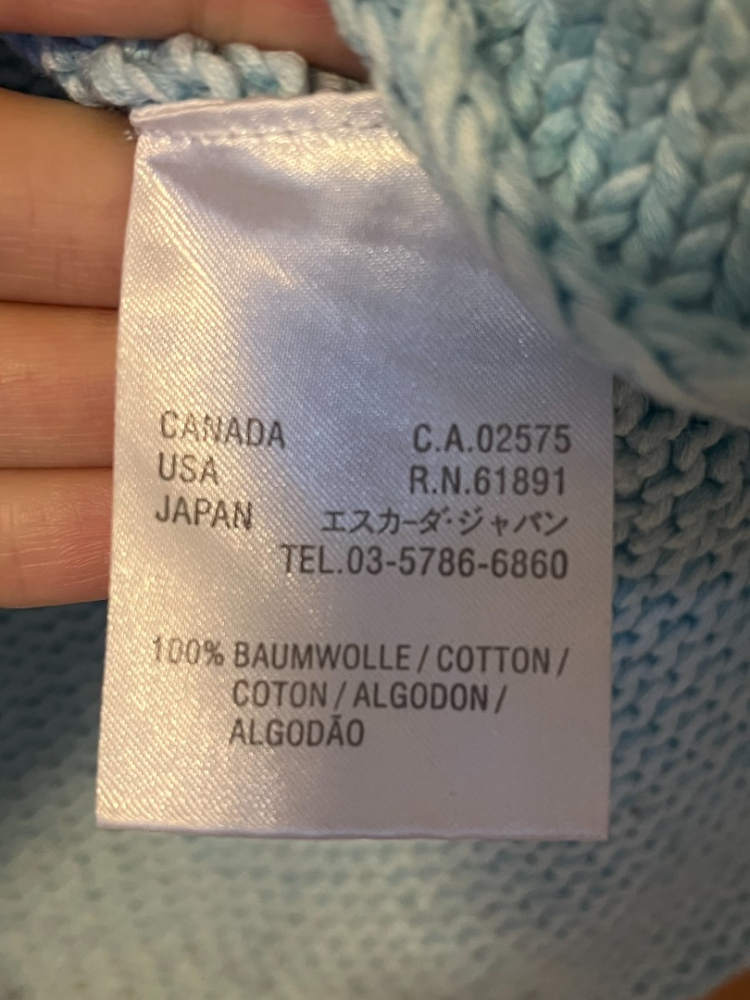 CANADA C.A.02575
USA R.N.61891
JAPAN エスカーダ・ジャパン
TEL.03-5786-6860
100% BAUMWOLLE / COTTON /
COTON / ALGODON /
ALGODÃO